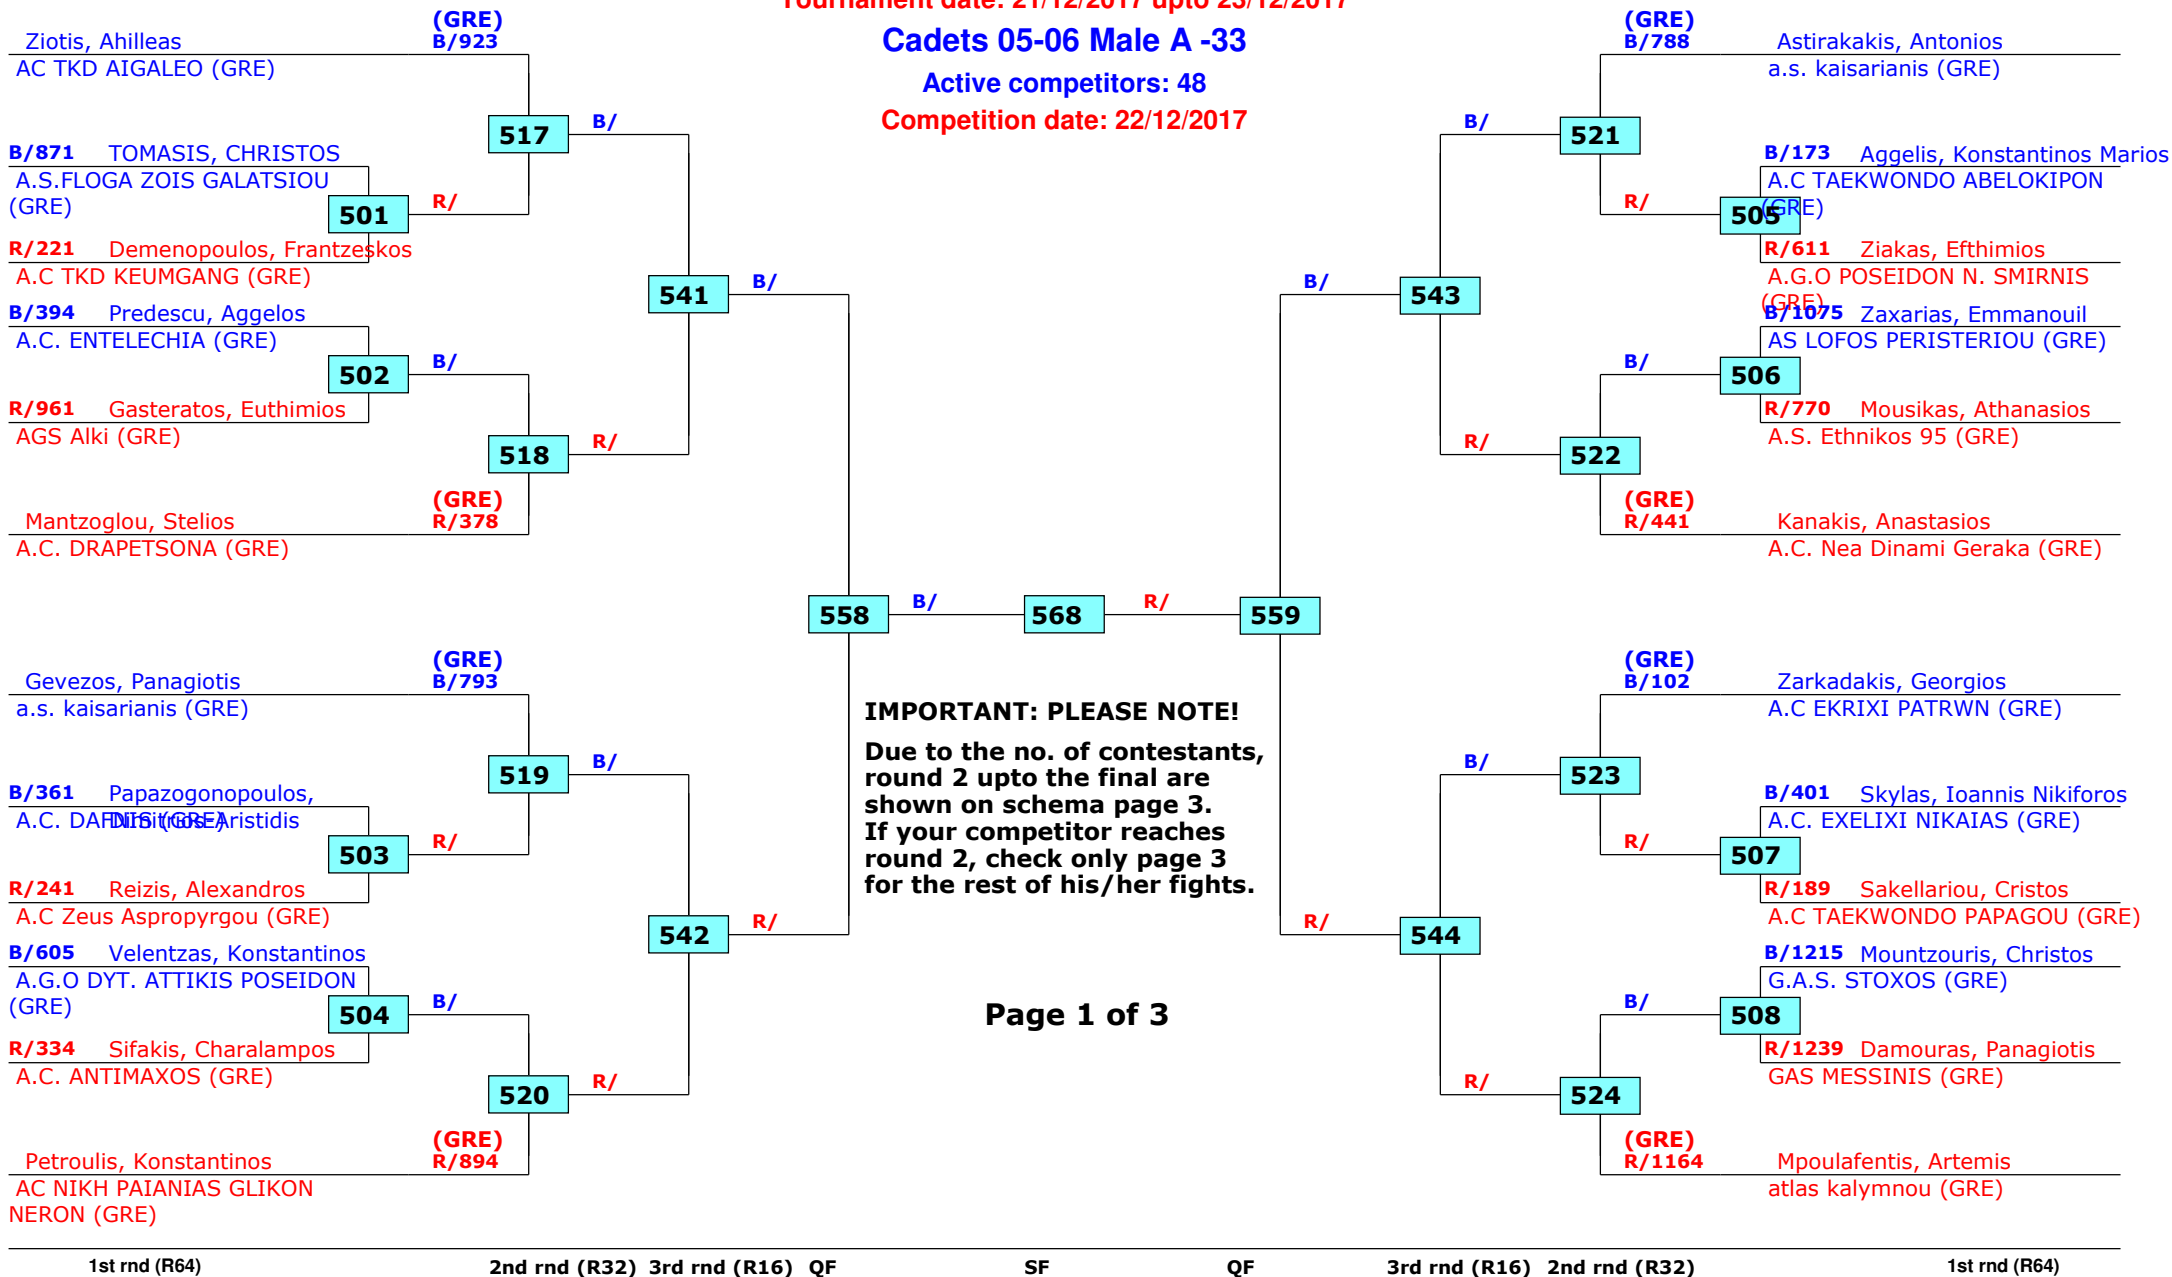 Tournament date: 21/12/2017 upto 23/12/2017
Cadets 05-06 Male A -33
Active competitors: 48
Competition date: 22/12/2017
(GRE)
Ziotis, Ahilleas B/923
AC TKD AIGALEO (GRE)
517
B/
B/871 TOMASIS, CHRISTOS
A.S.FLOGA ZOIS GALATSIOU
(GRE)
501
R/
R/221 Demenopoulos, Frantzeskos
A.C TKD KEUMGANG (GRE)
541
B/
B/394 Predescu, Aggelos
A.C. ENTELECHIA (GRE)
502
B/
R/961 Gasteratos, Euthimios
AGS Alki (GRE)
518
R/
(GRE)
Mantzoglou, Stelios R/378
A.C. DRAPETSONA (GRE)
558
B/
568
R/
559
(GRE)
Gevezos, Panagiotis B/793
a.s. kaisarianis (GRE)
519
B/
B/361 Papazogonopoulos,
Dimitrios-Aristidis
A.C. DAFNIS (GRE)
503
R/
R/241 Reizis, Alexandros
A.C Zeus Aspropyrgou (GRE)
542
R/
B/605 Velentzas, Konstantinos
A.G.O DYT. ATTIKIS POSEIDON
(GRE)
504
B/
R/334 Sifakis, Charalampos
A.C. ANTIMAXOS (GRE)
520
R/
(GRE)
Petroulis, Konstantinos R/894
AC NIKH PAIANIAS GLIKON
NERON (GRE)
IMPORTANT: PLEASE NOTE!
Due to the no. of contestants,
round 2 upto the final are
shown on schema page 3.
If your competitor reaches
round 2, check only page 3
for the rest of his/her fights.
Page 1 of 3
(GRE)
B/788 Astirakakis, Antonios
a.s. kaisarianis (GRE)
B/
521
B/173 Aggelis, Konstantinos Marios
A.C TAEKWONDO ABELOKIPON
(GRE)
R/
505
R/611 Ziakas, Efthimios
A.G.O POSEIDON N. SMIRNIS
(GRE)
B/
543
B/1075 Zaxarias, Emmanouil
AS LOFOS PERISTERIOU (GRE)
B/
506
R/770 Mousikas, Athanasios
A.S. Ethnikos 95 (GRE)
R/
522
(GRE)
R/441 Kanakis, Anastasios
A.C. Nea Dinami Geraka (GRE)
(GRE)
B/102 Zarkadakis, Georgios
A.C EKRIXI PATRWN (GRE)
B/
523
B/401 Skylas, Ioannis Nikiforos
A.C. EXELIXI NIKAIAS (GRE)
R/
507
R/189 Sakellariou, Cristos
A.C TAEKWONDO PAPAGOU (GRE)
R/
544
B/1215 Mountzouris, Christos
G.A.S. STOXOS (GRE)
B/
508
R/1239 Damouras, Panagiotis
GAS MESSINIS (GRE)
R/
524
(GRE)
R/1164 Mpoulafentis, Artemis
atlas kalymnou (GRE)
1st rnd (R64) 2nd rnd (R32) 3rd rnd (R16) QF SF QF 3rd rnd (R16) 2nd rnd (R32) 1st rnd (R64)